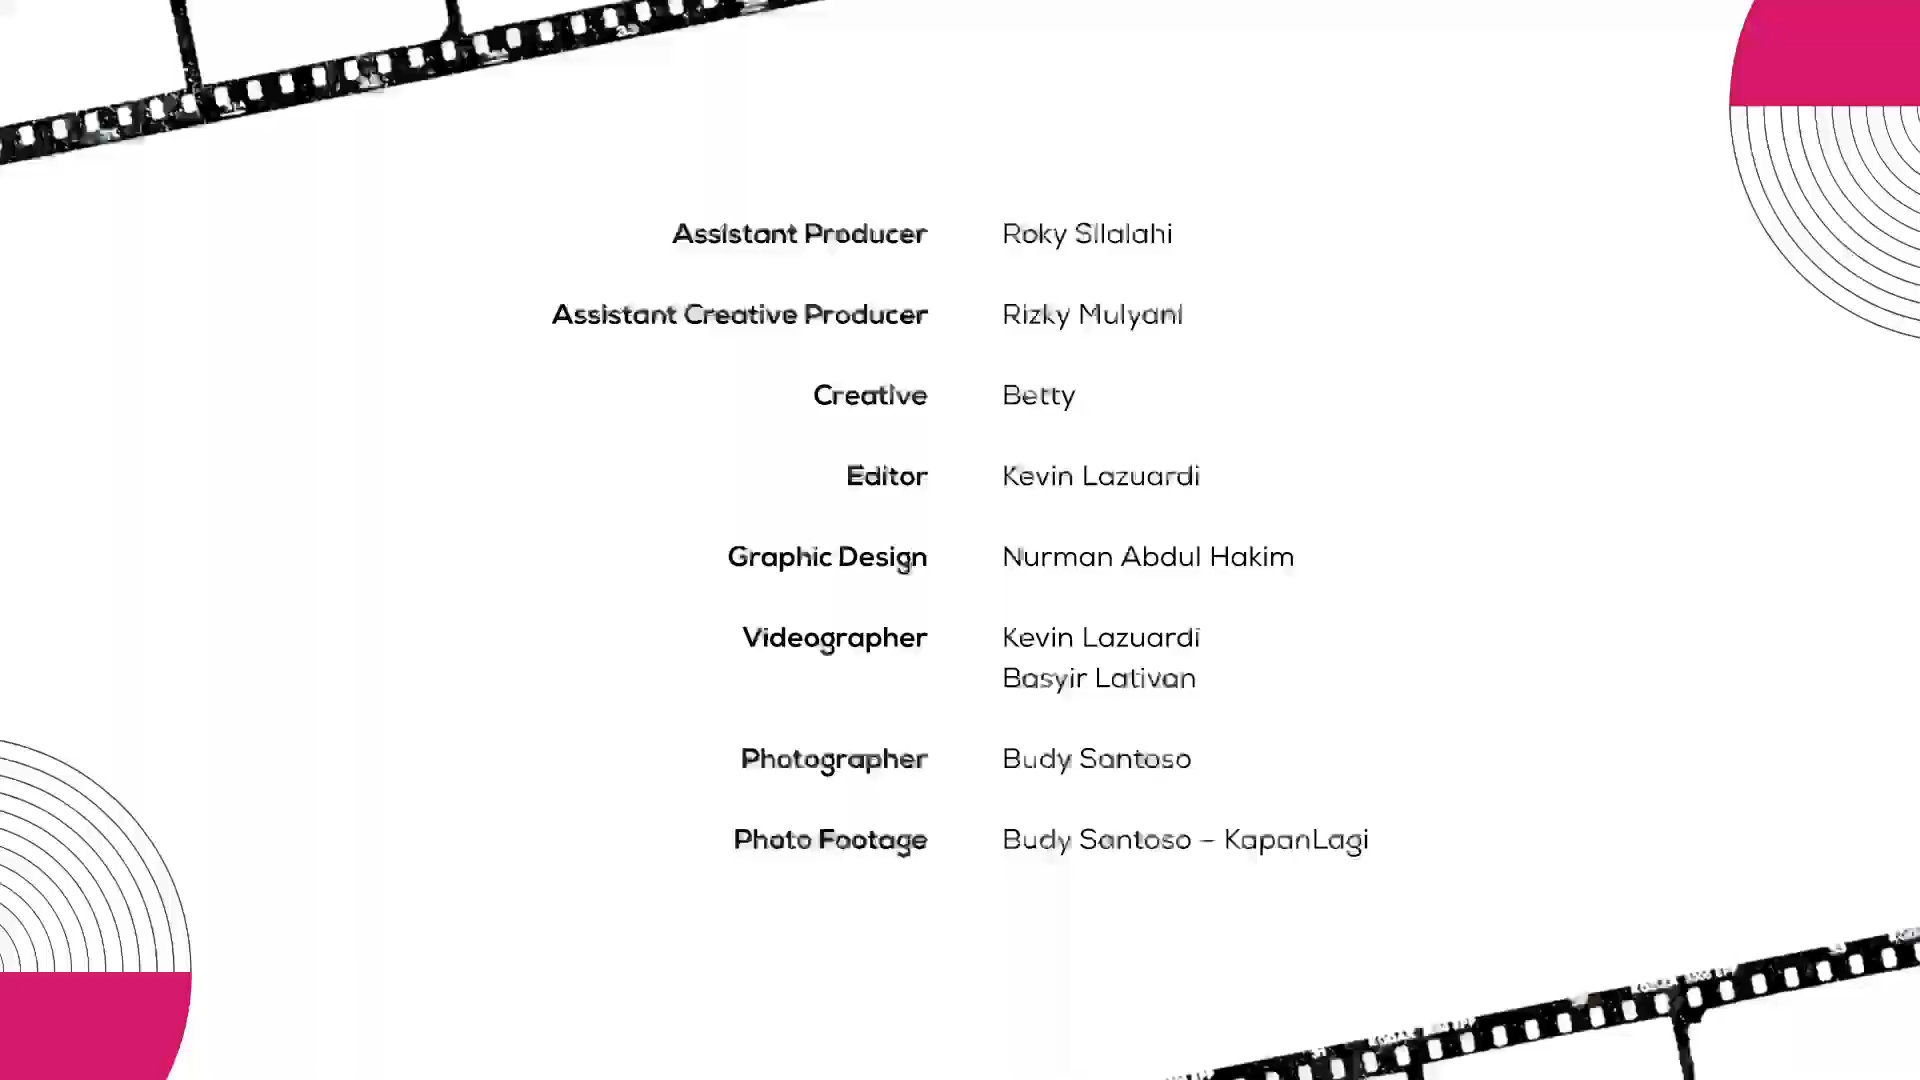 Assistant Producer Roky Silalahi
Assistant Creative Producer Rizky Mulyani
Creative Betty
Editor Kevin Lazuardi
Graphic Design Nurman Abdul Hakim
Videographer Kevin Lazuardi
Basyir Lativan
Photographer Budy Santoso
Photo Footage Budy Santoso – KapanLagi